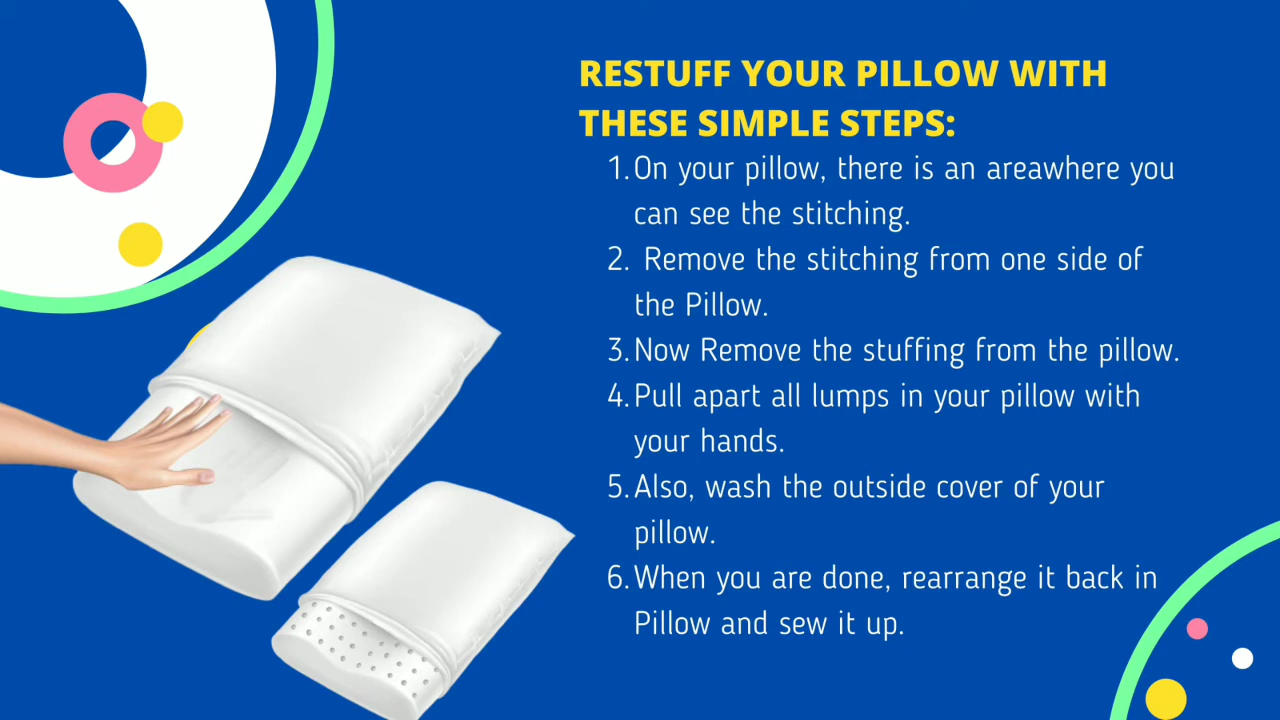 RESTUFF YOUR PILLOW WITH
THESE SIMPLE STEPS:
1. On your pillow, there is an areawhere you
can see the stitching.
2. Remove the stitching from one side of
the Pillow.
3. Now Remove the stuffing from the pillow.
4. Pull apart all lumps in your pillow with
your hands.
5. Also, wash the outside cover of your
pillow.
6. When you are done, rearrange it back in
Pillow and sew it up.